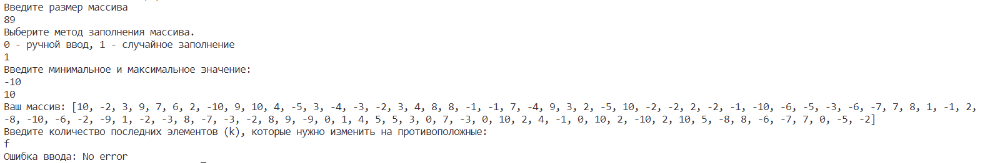 Введите размер массива
89
Выберите метод заполнения массива.
0 - ручной ввод, 1 - случайное заполнение
1
Введите минимальное и максимальное значение:
-10
10
Ваш массив: [10, -2, 3, 9, 7, 6, 2, -10, 9, 10, 4, -5, 3, -4, -3, -2, 3, 4, 8, 8, -1, -1, 7, -4, 9, 3, 2, -5, 10, -2, -2, 2, -2, -1, -10, -6, -5, -3, -6, -7, 7, 8, 1, -1, 2,
-8, -10, -6, -2, -9, 1, -2, -3, 8, -7, -3, -2, 8, 9, -9, 0, 1, 4, 5, 5, 3, 0, 7, -3, 0, 10, 2, 4, -1, 0, 10, 2, -10, 2, 10, 5, -8, 8, -6, -7, 7, 0, -5, -2]
Введите количество последних элементов (k), которые нужно изменить на противоположные:
f
Ошибка ввода: No error